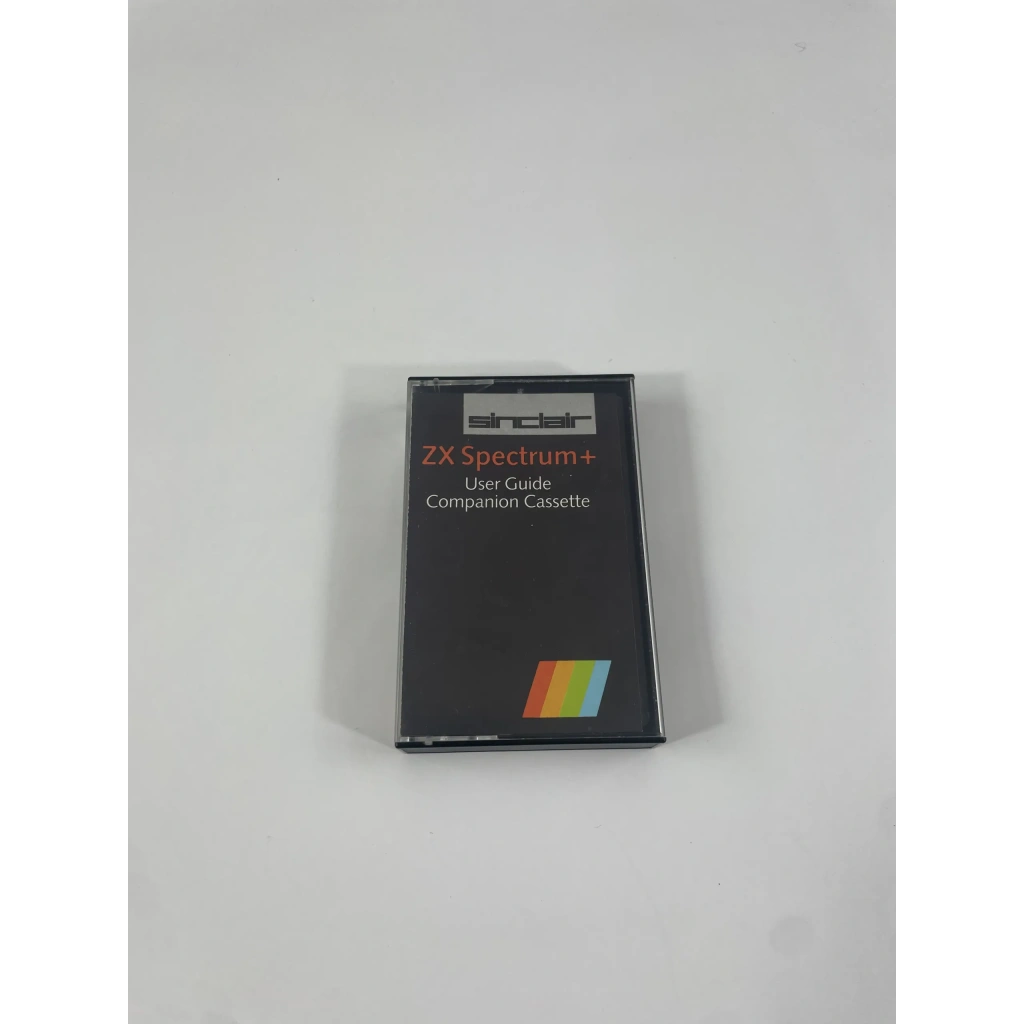 sinclair
ZX Spectrum+
User Guide
Companion Cassette